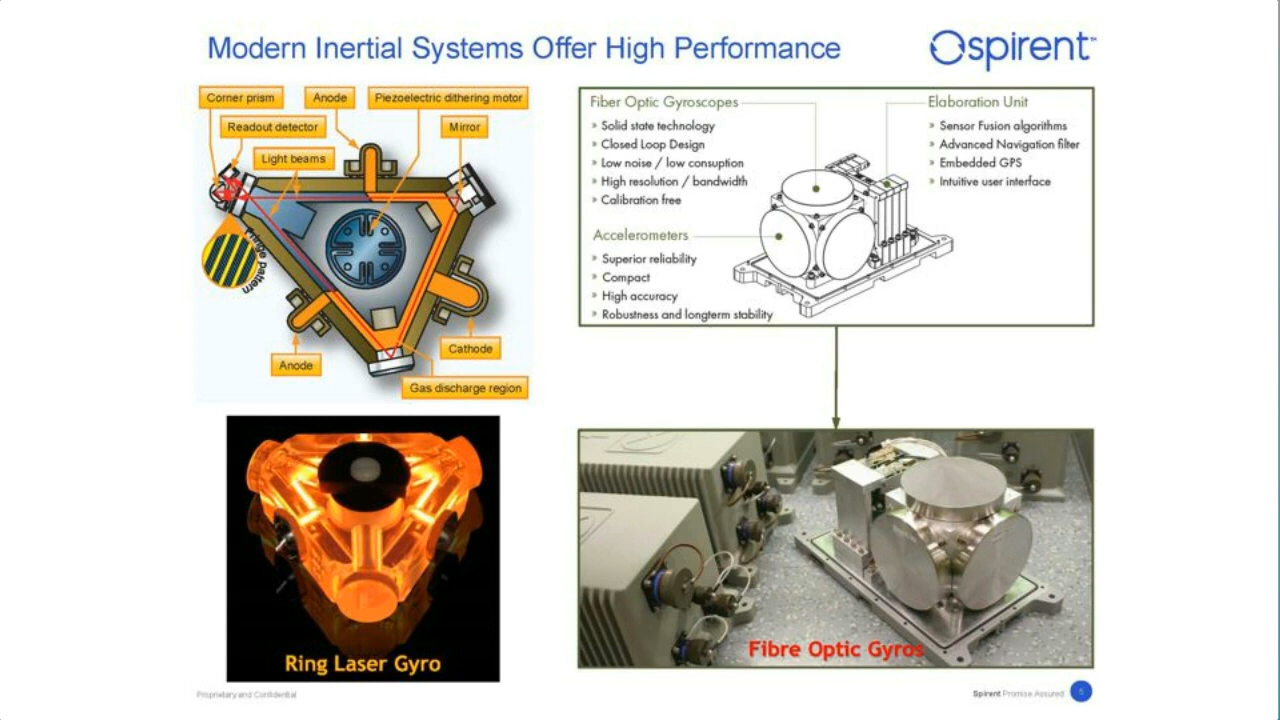 Modern Inertial Systems Offer High Performance
spirent™
Corner prism
Anode
Piezoelectric dithering motor
Readout detector
Mirror
Light beams
Fringe pattern
Cathode
Anode
Gas discharge region
Fiber Optic Gyroscopes
» Solid state technology
» Closed Loop Design
» Low noise / low consuption
» High resolution / bandwidth
» Calibration free
Accelerometers
» Superior reliability
» Compact
» High accuracy
» Robustness and longterm stability
Elaboration Unit
» Sensor Fusion algorithms
» Advanced Navigation filter
» Embedded GPS
» Intuitive user interface
Ring Laser Gyro
Fibre Optic Gyros
Proprietary and Confidential
Spirent Promise Assured
5